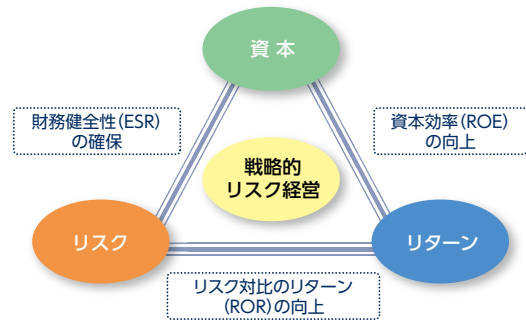 資本
財務健全性(ESR)
の確保
資本効率(ROE)
の向上
戦略的
リスク経営
リスク
リターン
リスク対比のリターン
(ROR)の向上